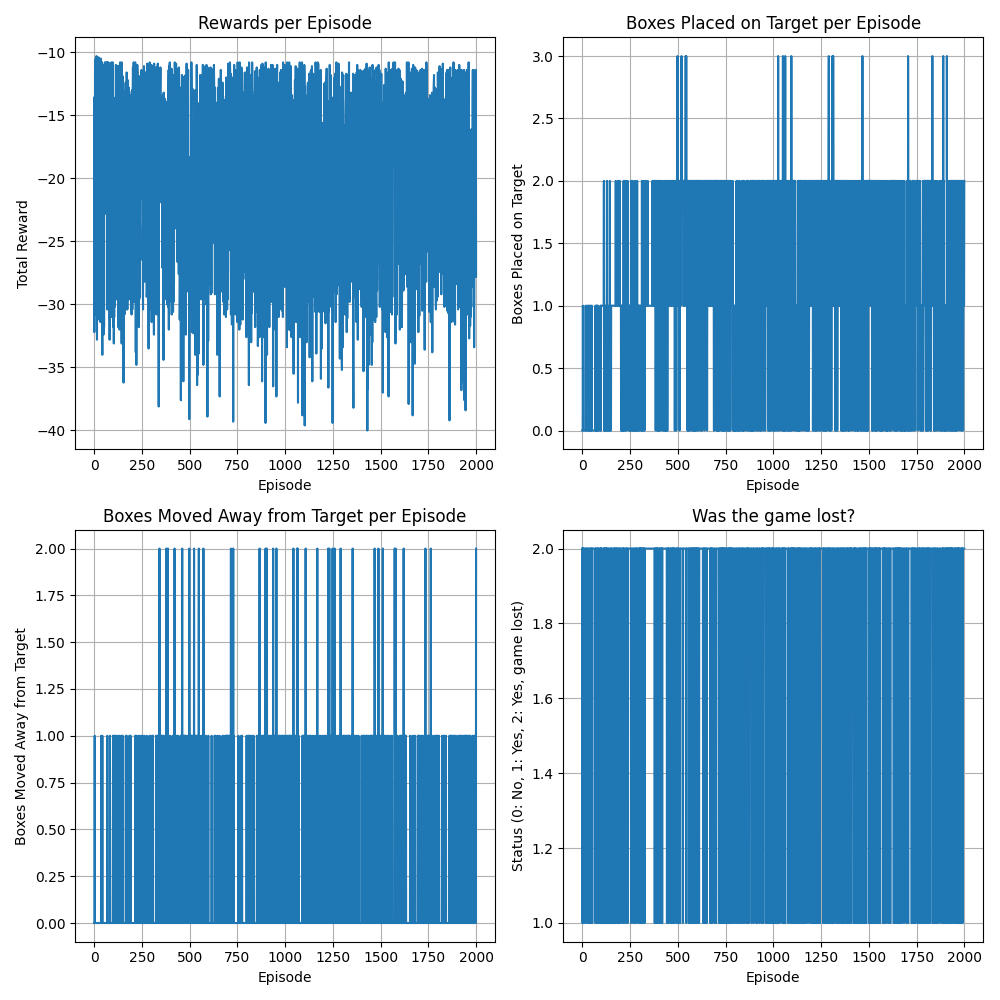 Rewards per Episode
−10
−15
−20
−25
−30
−35
−40
Total Reward
0 250 500 750 1000 1250 1500 1750 2000
Episode
Boxes Placed on Target per Episode
3.0
2.5
2.0
1.5
1.0
0.5
0.0
Boxes Placed on Target
0 250 500 750 1000 1250 1500 1750 2000
Episode
Boxes Moved Away from Target per Episode
2.00
1.75
1.50
1.25
1.00
0.75
0.50
0.25
0.00
Boxes Moved Away from Target
0 250 500 750 1000 1250 1500 1750 2000
Episode
Was the game lost?
2.0
1.8
1.6
1.4
1.2
1.0
Status (0: No, 1: Yes, 2: Yes, game lost)
0 250 500 750 1000 1250 1500 1750 2000
Episode